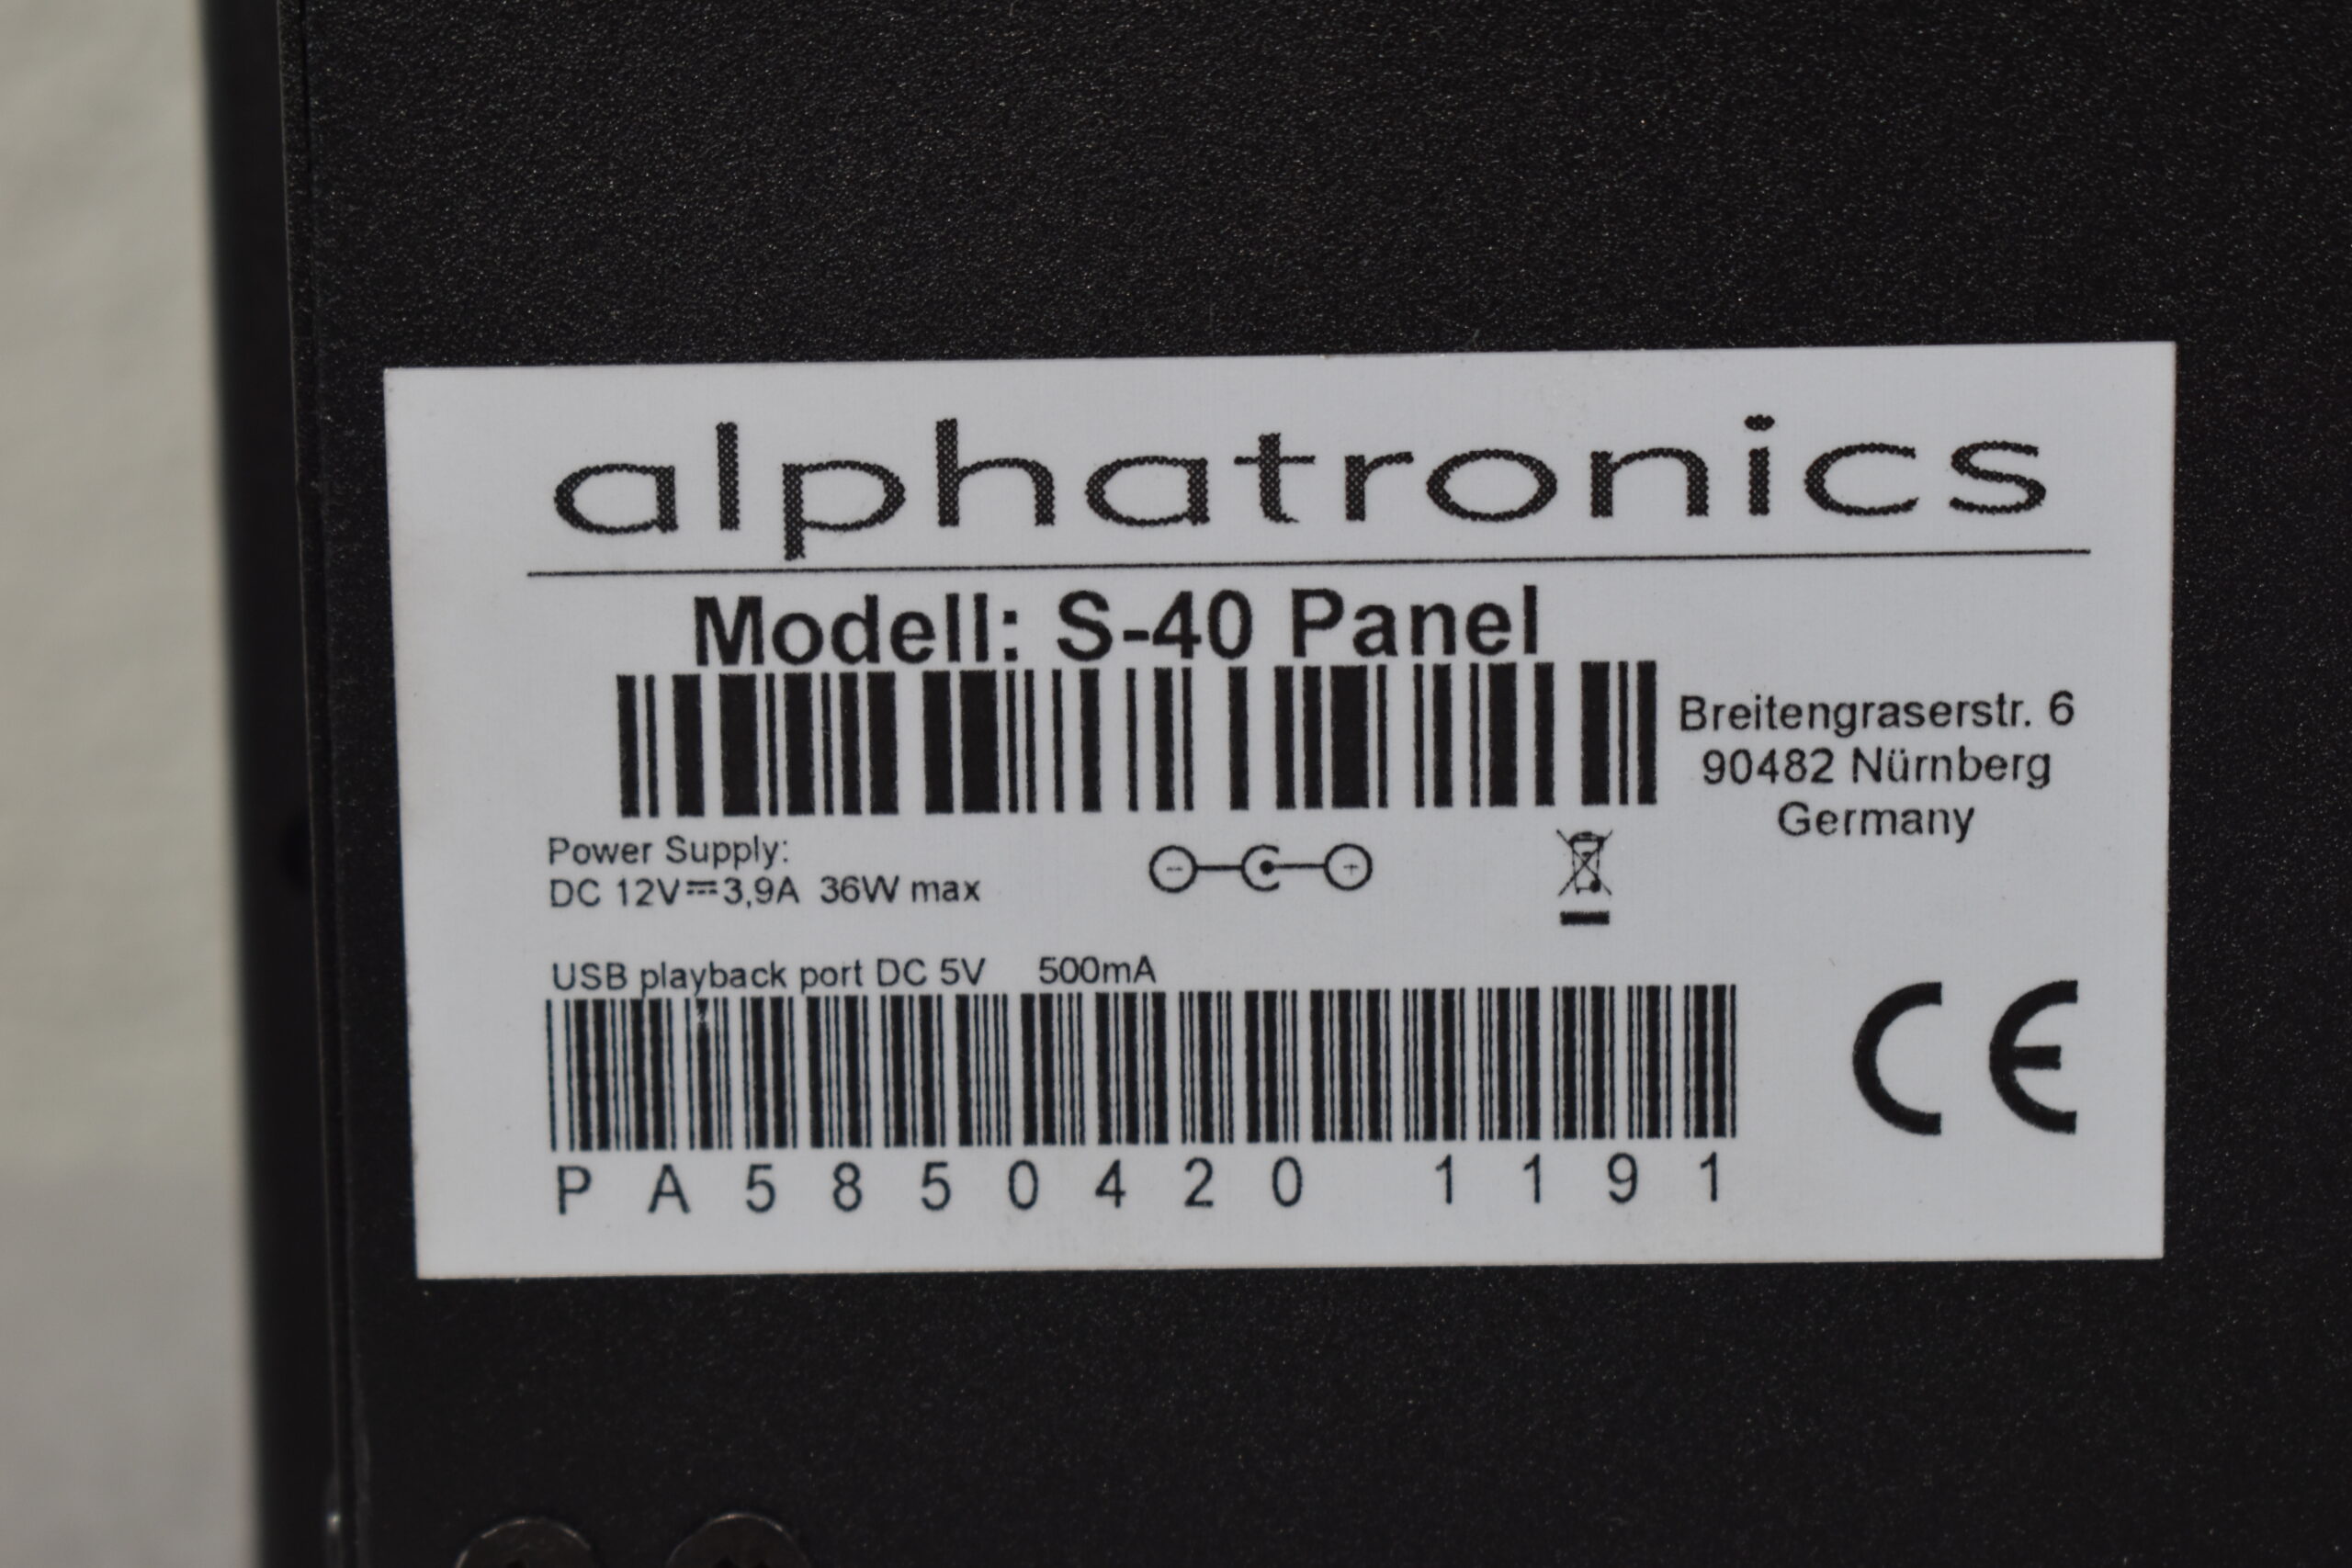 alphatronics
Modell: S-40 Panel
Breitengraserstr. 6
90482 Nürnberg
Germany
Power Supply:
DC 12V⎓3,9A 36W max
USB playback port DC 5V 500mA
CE
PA5850420 1191